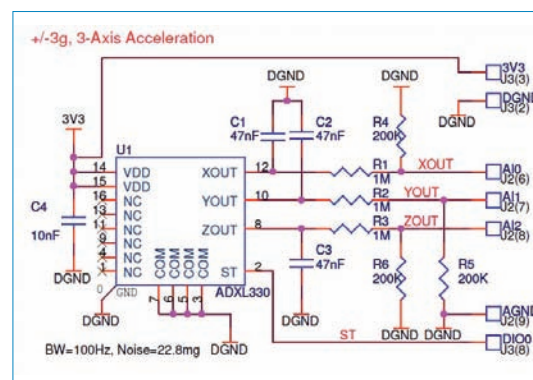 +/-3g, 3-Axis Acceleration
3V3
J3(3)
DGND
J3(2)
DGND
DGND
DGND
C1
47nF
C2
47nF
R4
200K
3V3
U1
14
15
16
13
11
9
4
1
0
VDD
VDD
NC
NC
NC
NC
NC
NC
GND
XOUT
YOUT
ZOUT
ST
COM
COM
COM
COM
7
6
5
3
ADXL330
12
10
8
2
R1
1M
R2
1M
R3
1M
XOUT
YOUT
ZOUT
AI0
J2(6)
AI1
J2(7)
AI2
J2(8)
C4
10nF
C3
47nF
R6
200K
R5
200K
DGND
DGND
DGND
DGND
DGND
DGND
AGND
J2(9)
ST
DIO0
J3(8)
BW=100Hz, Noise=22.8mg